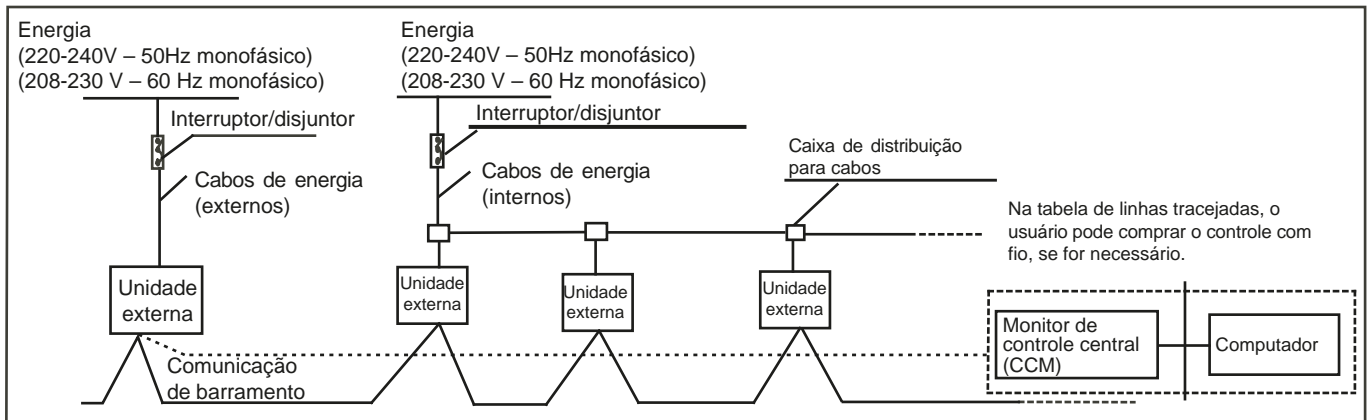 Energia
(220-240V – 50Hz monofásico)
(208-230 V – 60 Hz monofásico)
Interruptor/disjuntor
Cabos de energia
(externos)
Unidade
externa
Comunicação
de barramento
Energia
(220-240V – 50Hz monofásico)
(208-230 V – 60 Hz monofásico)
Interruptor/disjuntor
Cabos de energia
(internos)
Caixa de distribuição
para cabos
Unidade
externa
Unidade
externa
Unidade
externa
Na tabela de linhas tracejadas, o
usuário pode comprar o controle com
fio, se for necessário.
Monitor de
controle central
(CCM)
Computador